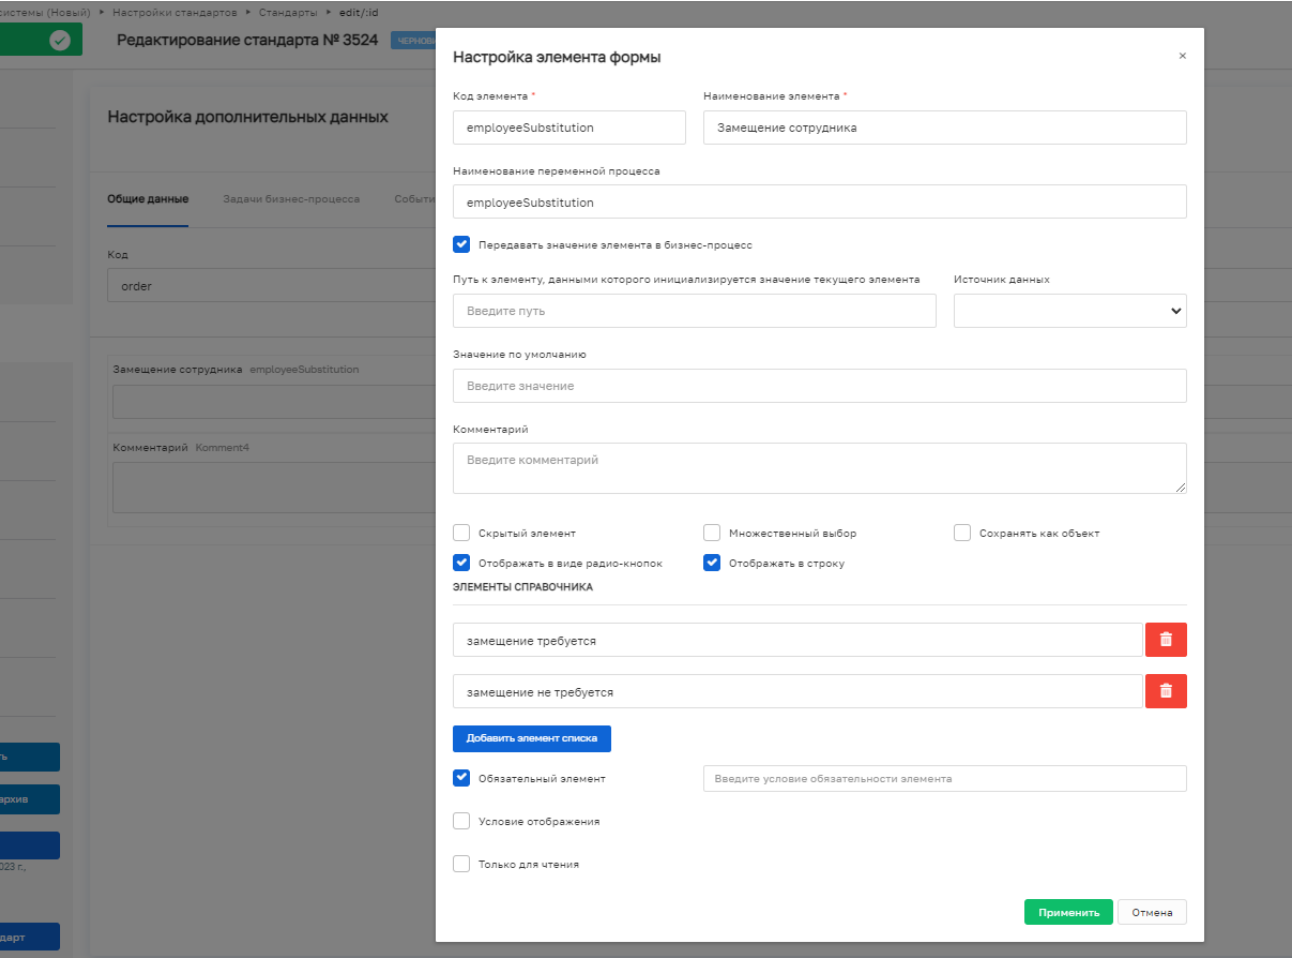 системы (Новый) ▸ Настройки стандартов ▸ Стандарты ▸ edit/:id
Редактирование стандарта № 3524
Настройка дополнительных данных
Общие данные Задачи бизнес-процесса
Код
order
Замещение сотрудника employeeSubstitution
Комментарий Komment4
Настройка элемента формы ×
Код элемента * Наименование элемента *
employeeSubstitution Замещение сотрудника
Наименование переменной процесса
employeeSubstitution
Передавать значение элемента в бизнес-процесс
Путь к элементу, данными которого инициализируется значение текущего элемента Источник данных
Введите путь
Значение по умолчанию
Введите значение
Комментарий
Введите комментарий
Скрытый элемент Множественный выбор Сохранять как объект
Отображать в виде радио-кнопок Отображать в строку
ЭЛЕМЕНТЫ СПРАВОЧНИКА
замещение требуется
замещение не требуется
Добавить элемент списка
Обязательный элемент Введите условие обязательности элемента
Условие отображения
Только для чтения
Применить Отмена